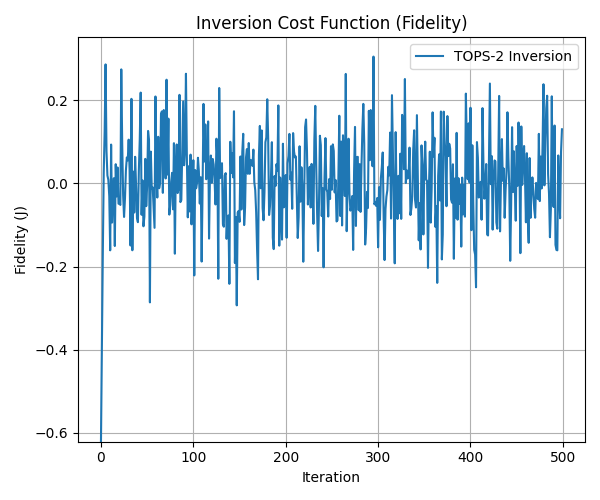 Inversion Cost Function (Fidelity)
TOPS-2 Inversion
Fidelity (J)
0.2
0.0
−0.2
−0.4
−0.6
0 100 200 300 400 500
Iteration